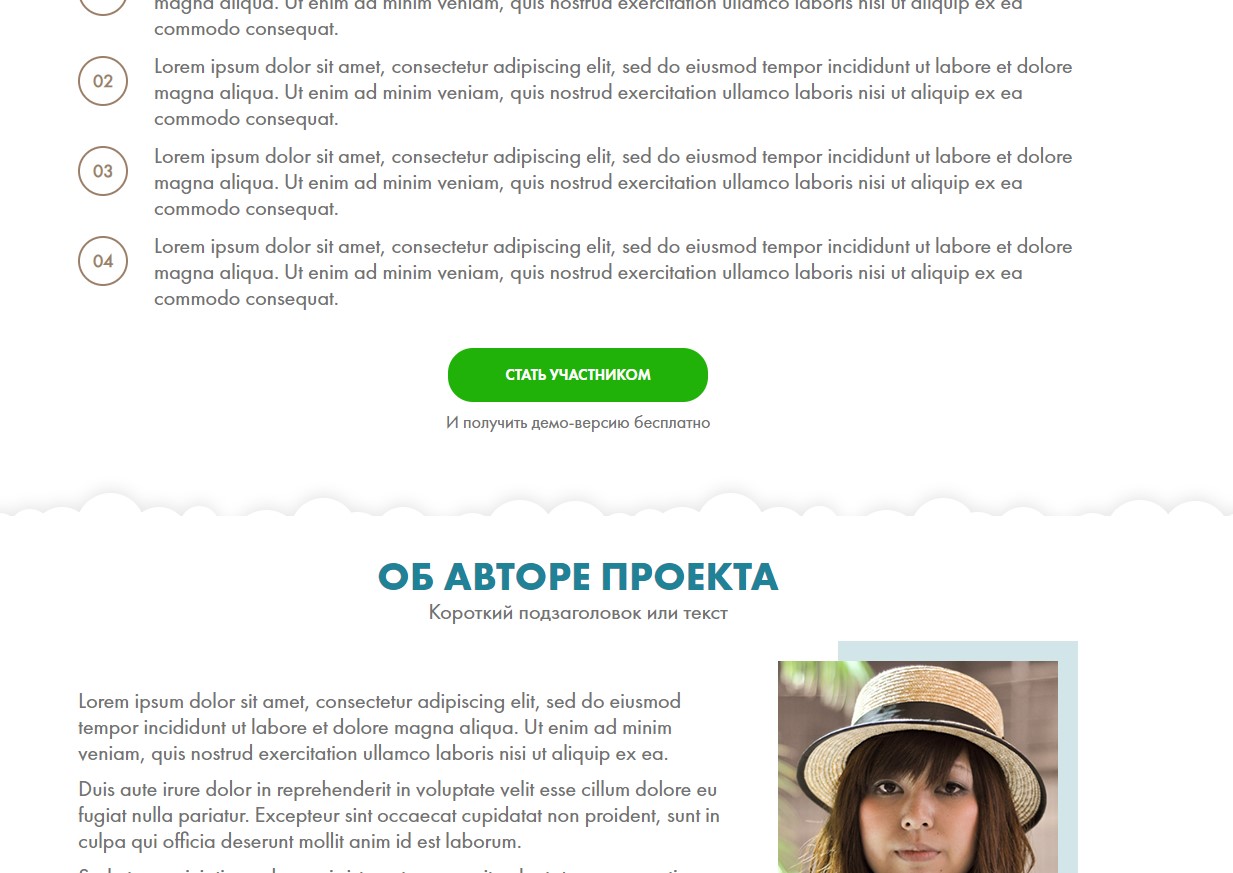 magna aliqua. Ut enim ad minim veniam, quis nostrud exercitation ullamco laboris nisi ut aliquip ex ea
commodo consequat.
02
Lorem ipsum dolor sit amet, consectetur adipiscing elit, sed do eiusmod tempor incididunt ut labore et dolore
magna aliqua. Ut enim ad minim veniam, quis nostrud exercitation ullamco laboris nisi ut aliquip ex ea
commodo consequat.
03
Lorem ipsum dolor sit amet, consectetur adipiscing elit, sed do eiusmod tempor incididunt ut labore et dolore
magna aliqua. Ut enim ad minim veniam, quis nostrud exercitation ullamco laboris nisi ut aliquip ex ea
commodo consequat.
04
Lorem ipsum dolor sit amet, consectetur adipiscing elit, sed do eiusmod tempor incididunt ut labore et dolore
magna aliqua. Ut enim ad minim veniam, quis nostrud exercitation ullamco laboris nisi ut aliquip ex ea
commodo consequat.
СТАТЬ УЧАСТНИКОМ
И получить демо-версию бесплатно
ОБ АВТОРЕ ПРОЕКТА
Короткий подзаголовок или текст
Lorem ipsum dolor sit amet, consectetur adipiscing elit, sed do eiusmod
tempor incididunt ut labore et dolore magna aliqua. Ut enim ad minim
veniam, quis nostrud exercitation ullamco laboris nisi ut aliquip ex ea.
Duis aute irure dolor in reprehenderit in voluptate velit esse cillum dolore eu
fugiat nulla pariatur. Excepteur sint occaecat cupidatat non proident, sunt in
culpa qui officia deserunt mollit anim id est laborum.